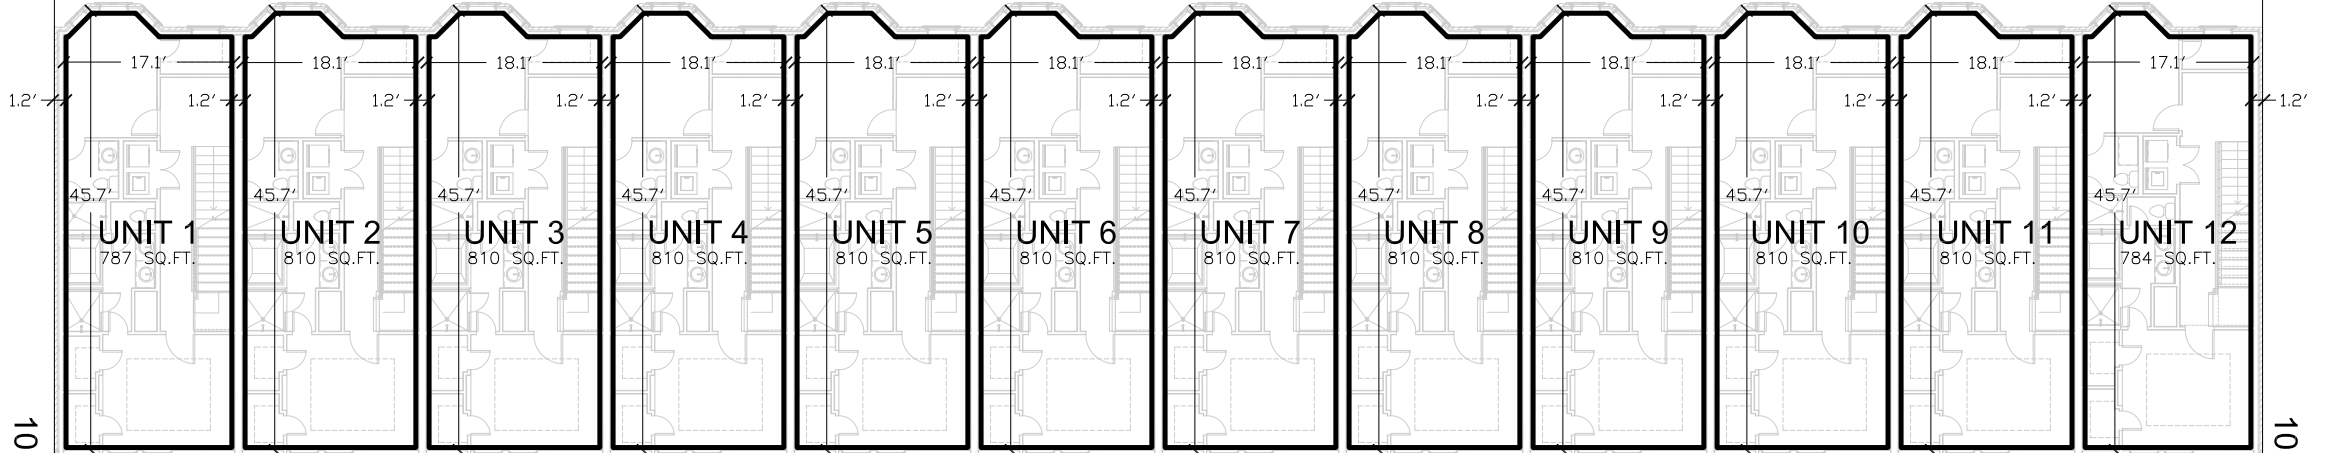 17.1' 18.1' 18.1' 18.1' 18.1' 18.1' 18.1' 18.1' 18.1' 18.1' 18.1' 17.1'
1.2' 1.2' 1.2' 1.2' 1.2' 1.2' 1.2' 1.2' 1.2' 1.2' 1.2' 1.2' 1.2'
45.7' 45.7' 45.7' 45.7' 45.7' 45.7' 45.7' 45.7' 45.7' 45.7' 45.7' 45.7'
UNIT 1 UNIT 2 UNIT 3 UNIT 4 UNIT 5 UNIT 6 UNIT 7 UNIT 8 UNIT 9 UNIT 10 UNIT 11 UNIT 12
787 SQ.FT. 810 SQ.FT. 810 SQ.FT. 810 SQ.FT. 810 SQ.FT. 810 SQ.FT. 810 SQ.FT. 810 SQ.FT. 810 SQ.FT. 810 SQ.FT. 810 SQ.FT. 784 SQ.FT.
10 10